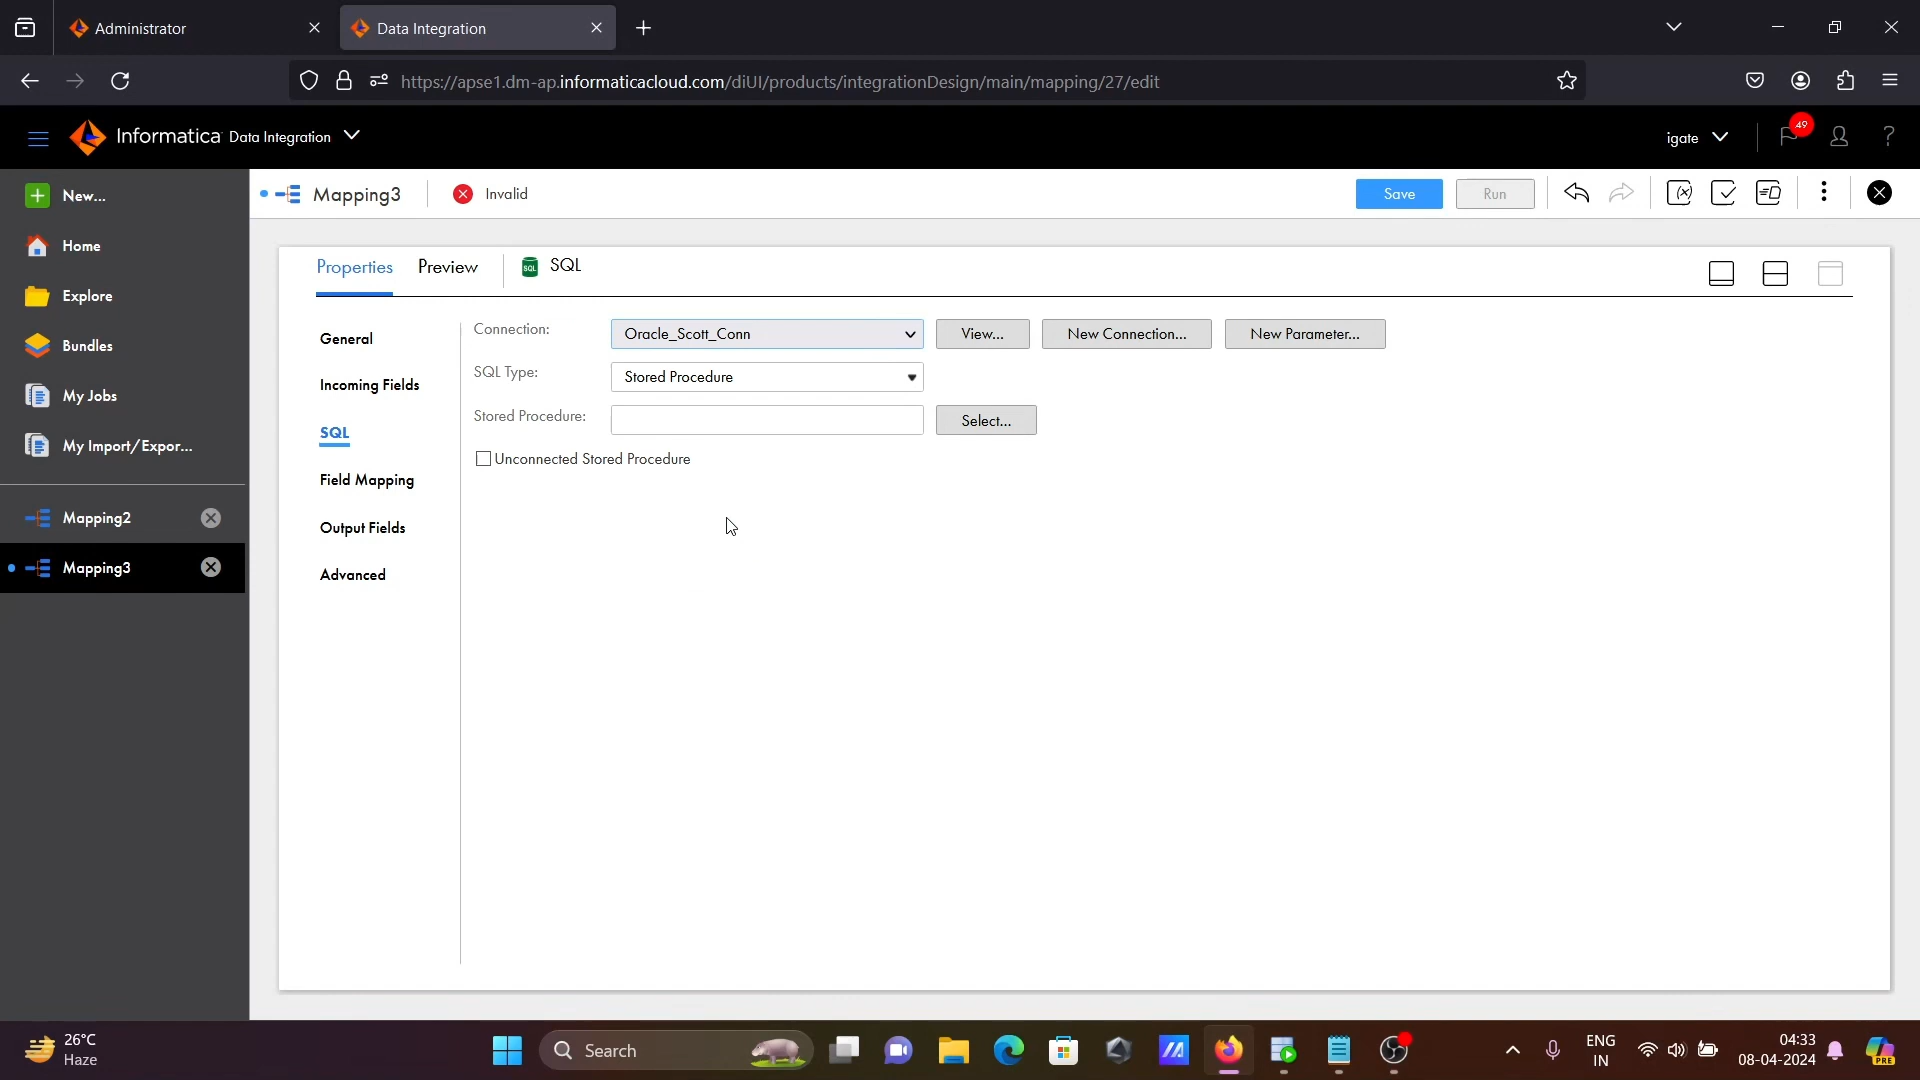 Administrator
Data Integration
https://apse1.dm-ap.informaticacloud.com/diUI/products/integrationDesign/main/mapping/27/edit
Informatica Data Integration
igate
49
?
New...
Home
Explore
Bundles
My Jobs
My Import/Expor...
Mapping2
Mapping3
Mapping3
Invalid
Save
Run
Properties
Preview
SQL
SQL
General
Incoming Fields
SQL
Field Mapping
Output Fields
Advanced
Connection:
Oracle_Scott_Conn
View...
New Connection...
New Parameter...
SQL Type:
Stored Procedure
Stored Procedure:
Select...
Unconnected Stored Procedure
26°C
Haze
Search
ENG
IN
04:33
08-04-2024
PRE